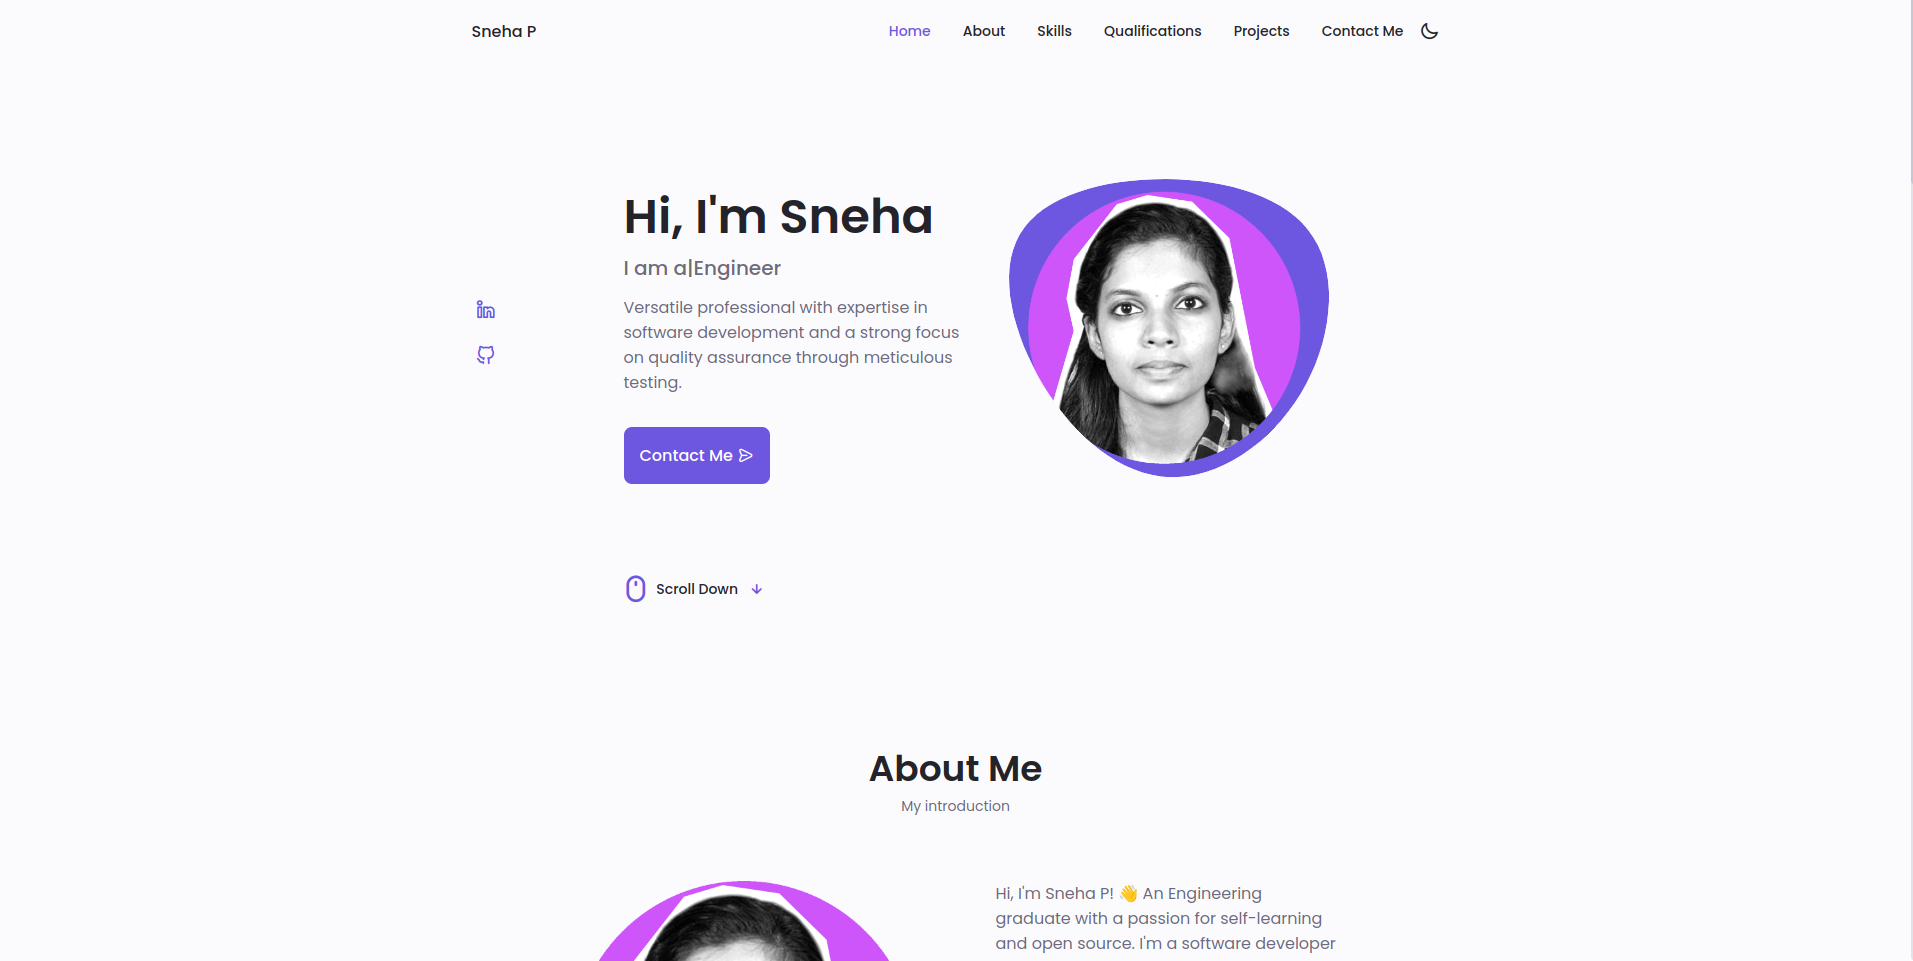 Sneha P
Home About Skills Qualifications Projects Contact Me
Hi, I'm Sneha
I am a|Engineer
Versatile professional with expertise in
software development and a strong focus
on quality assurance through meticulous
testing.
Contact Me
Scroll Down
About Me
My introduction
Hi, I'm Sneha P! 👋 An Engineering
graduate with a passion for self-learning
and open source. I'm a software developer